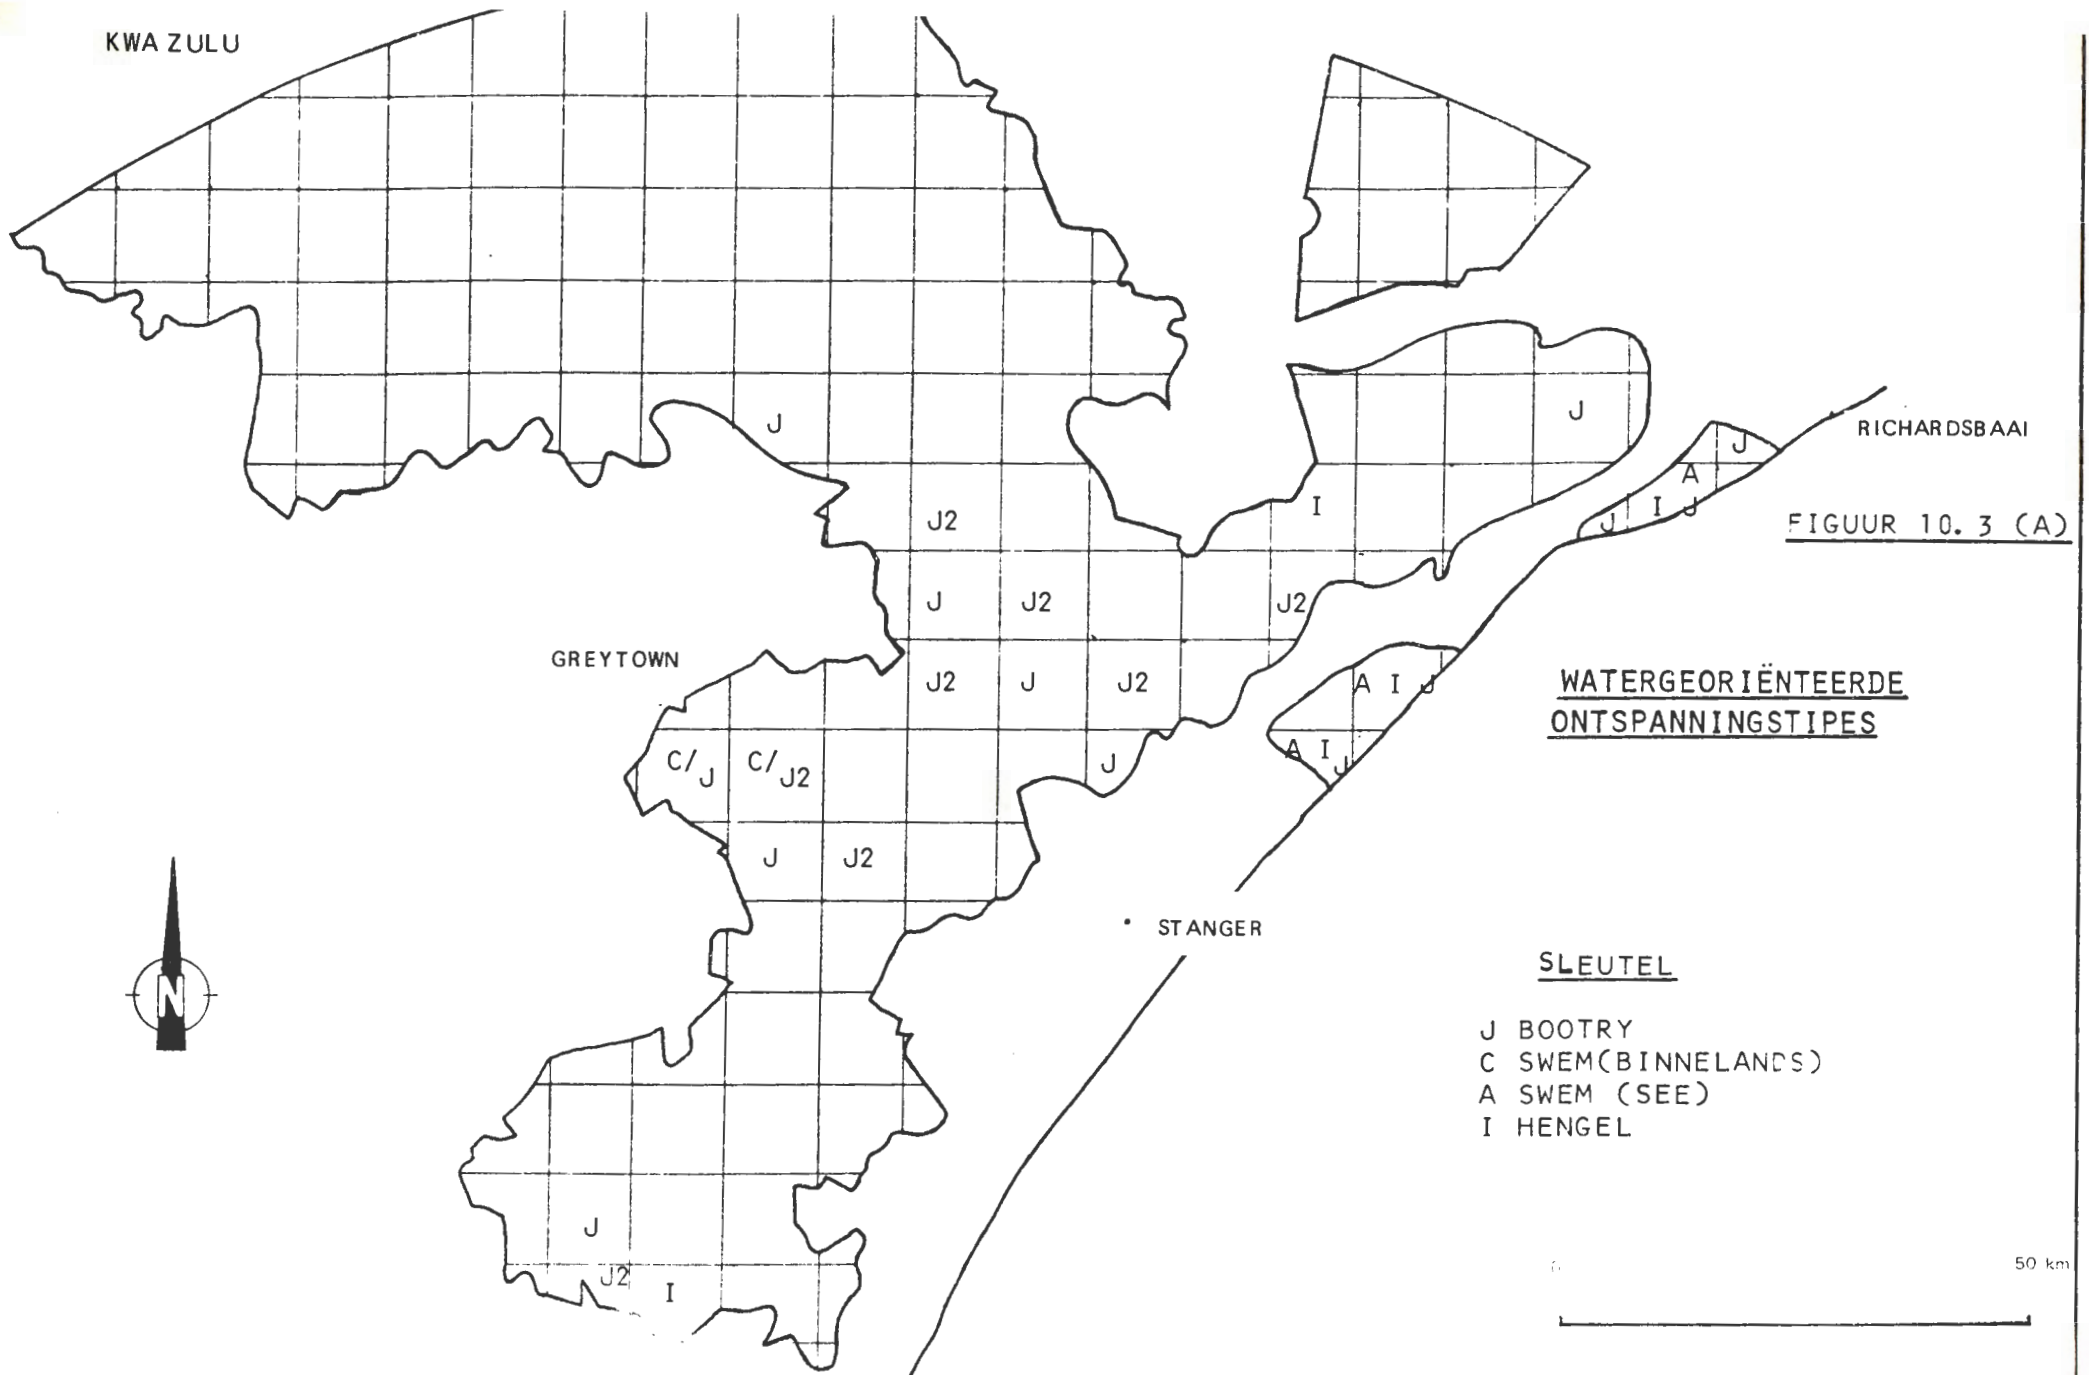 KWA ZULU
J
J
RICHARDSBAAI
J
A
I
I
J
J
J2
FIGUUR 10.3 (A)
J
J2
J2
GREYTOWN
J2
J
J2
A I J
WATERGEORIËNTEERDE
ONTSPANNINGSTIPES
C/J
C/J2
J
A I
J
J
J2
STANGER
N
SLEUTEL
J BOOTRY
C SWEM(BINNELANDS)
A SWEM (SEE)
I HENGEL
J
J2
I
50 km